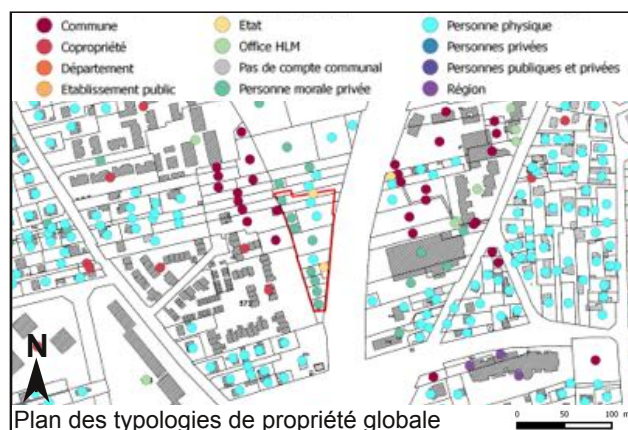 Commune
Copropriété
Département
Etablissement public
Etat
Office HLM
Pas de compte communal
Personne morale privée
Personne physique
Personnes privées
Personnes publiques et privées
Région
N
Plan des typologies de propriété globale
0 50 100 m